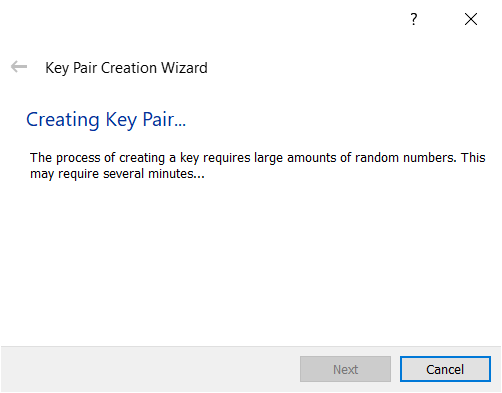 ?
Key Pair Creation Wizard
Creating Key Pair...
The process of creating a key requires large amounts of random numbers. This
may require several minutes...
Next
Cancel